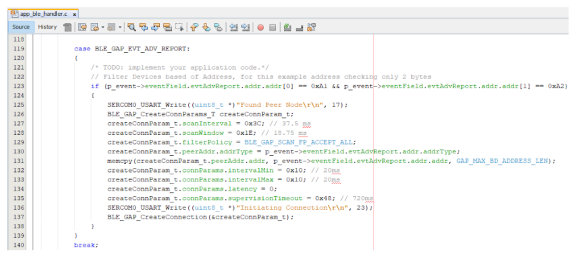 app_ble_handler.c
Source History
118
119 case BLE_GAP_EVT_ADV_REPORT:
120 {
121 /* TODO: implement your application code.*/
122 // Filter Devices based of Address, for this example address checking only 2 bytes
123 if (p_event->eventField.evtAdvReport.addr.addr[0] == 0xA1 && p_event->eventField.evtAdvReport.addr.addr[1] == 0xA2)
124 {
125 SERCOM0_USART_Write((uint8_t *)"Found Peer Node\r\n", 17);
126 BLE_GAP_CreateConnParams_T createConnParam_t;
127 createConnParam_t.scanInterval = 0x3C; // 37.5 ms
128 createConnParam_t.scanWindow = 0x1E; // 18.75 ms
129 createConnParam_t.filterPolicy = BLE_GAP_SCAN_FP_ACCEPT_ALL;
130 createConnParam_t.peerAddr.addrType = p_event->eventField.evtAdvReport.addr.addrType;
131 memcpy(createConnParam_t.peerAddr.addr, p_event->eventField.evtAdvReport.addr.addr, GAP_MAX_BD_ADDRESS_LEN);
132 createConnParam_t.connParams.intervalMin = 0x10; // 20ms
133 createConnParam_t.connParams.intervalMax = 0x10; // 20ms
134 createConnParam_t.connParams.latency = 0;
135 createConnParam_t.connParams.supervisionTimeout = 0x48; // 720ms
136 SERCOM0_USART_Write((uint8_t *)"Initiating Connection\r\n", 23);
137 BLE_GAP_CreateConnection(&createConnParam_t);
138 }
139 }
140 break;